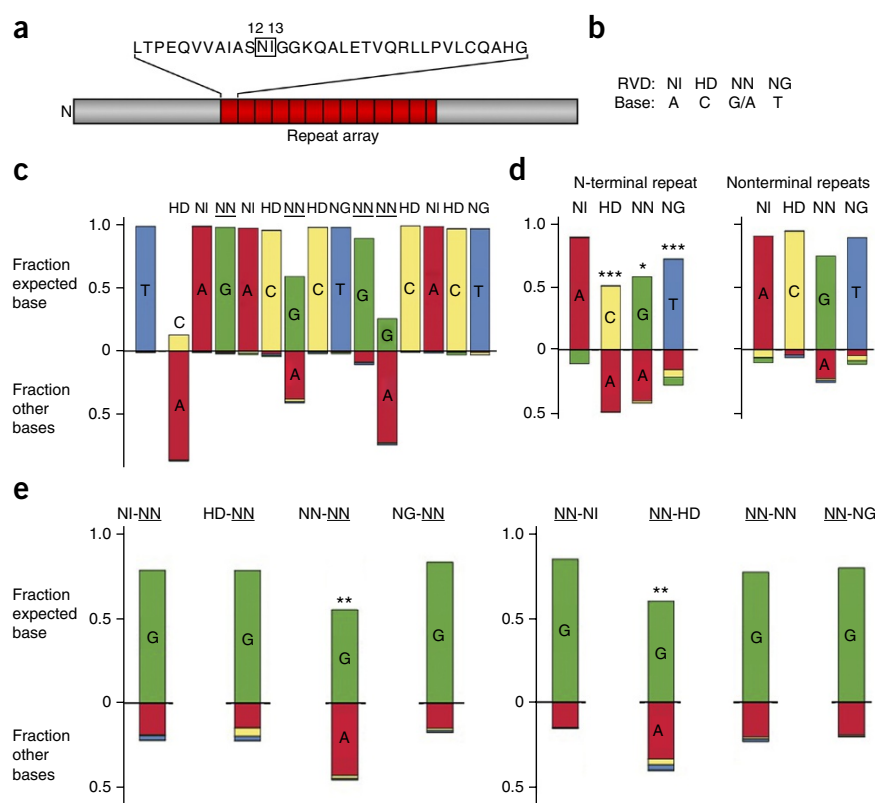 a
12 13
LTPEQVVAIASNIGGKQALETVQRLLPVLCQAHG
N
Repeat array
b
RVD: NI HD NN NG
Base: A C G/A T
c
HD NI NN NI HD NN HD NG NN NN HD NI HD NG
1.0
Fraction
expected
base
0.5
0
Fraction
other
bases
0.5
T C A G A C G C T G G C A C T
A A A
d
N-terminal repeat
NI HD NN NG
1.0
0.5
0
0.5
*** * ***
A C G T
A A
Nonterminal repeats
NI HD NN NG
A C G T
A
e
NI-NN HD-NN NN-NN NG-NN
1.0
Fraction
expected
base
0.5
0
Fraction
other
bases
0.5
**
G G G G
A
NN-NI NN-HD NN-NN NN-NG
1.0
0.5
0
0.5
**
G G G G
A